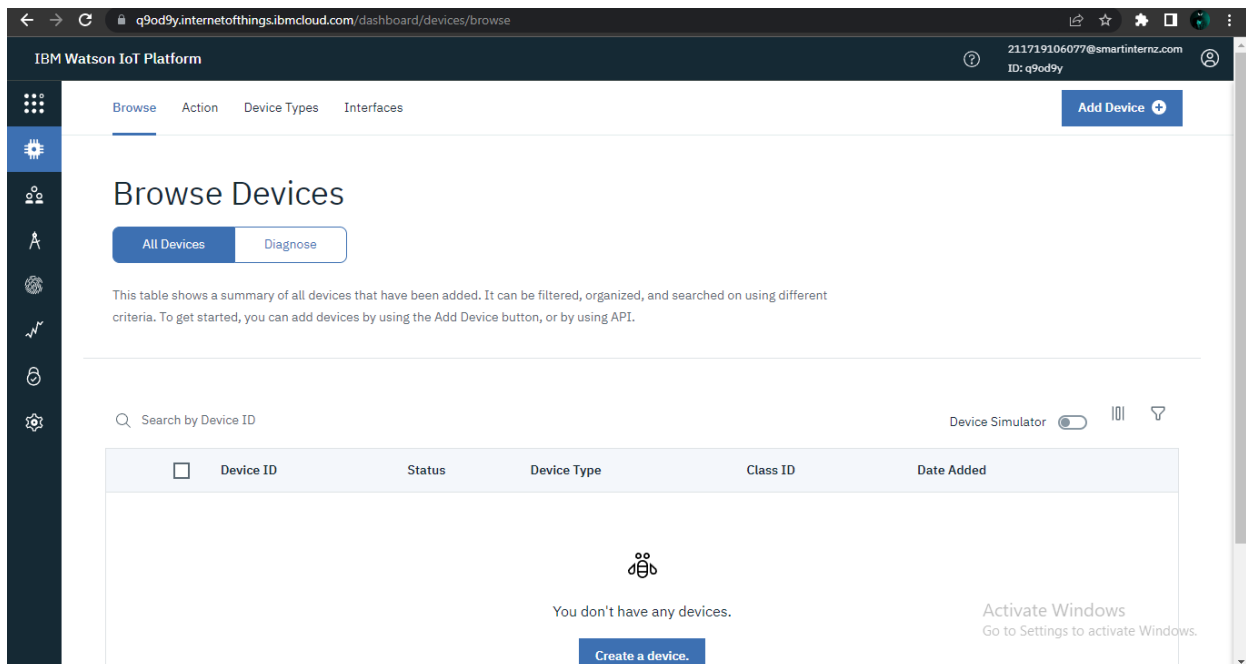 q9od9y.internetofthings.ibmcloud.com/dashboard/devices/browse
IBM Watson IoT Platform
211719106077@smartinternz.com
ID: q9od9y
Browse Action Device Types Interfaces
Add Device
Browse Devices
All Devices Diagnose
This table shows a summary of all devices that have been added. It can be filtered, organized, and searched on using different
criteria. To get started, you can add devices by using the Add Device button, or by using API.
Search by Device ID
Device Simulator
Device ID Status Device Type Class ID Date Added
You don't have any devices.
Create a device.
Activate Windows
Go to Settings to activate Windows.